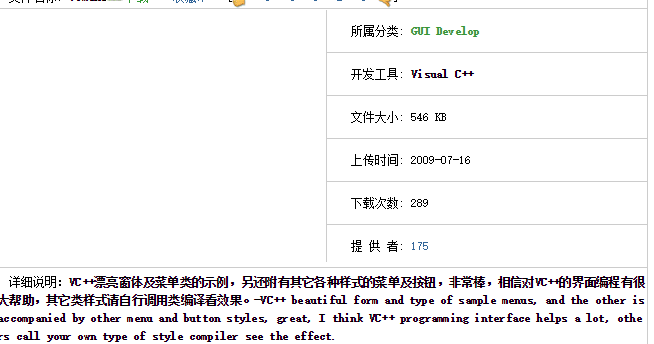 所属分类: GUI Develop
开发工具: Visual C++
文件大小: 546 KB
上传时间: 2009-07-16
下载次数: 289
提 供 者: 175
详细说明：VC++漂亮窗体及菜单类的示例，另还附有其它各种样式的菜单及按钮，非常棒，相信对VC++的界面编程有很
大帮助，其它类样式请自行调用类编译看效果。-VC++ beautiful form and type of sample menus, and the other is
accompanied by other menu and button styles, great, I think VC++ programming interface helps a lot, othe
rs call your own type of style compiler see the effect.